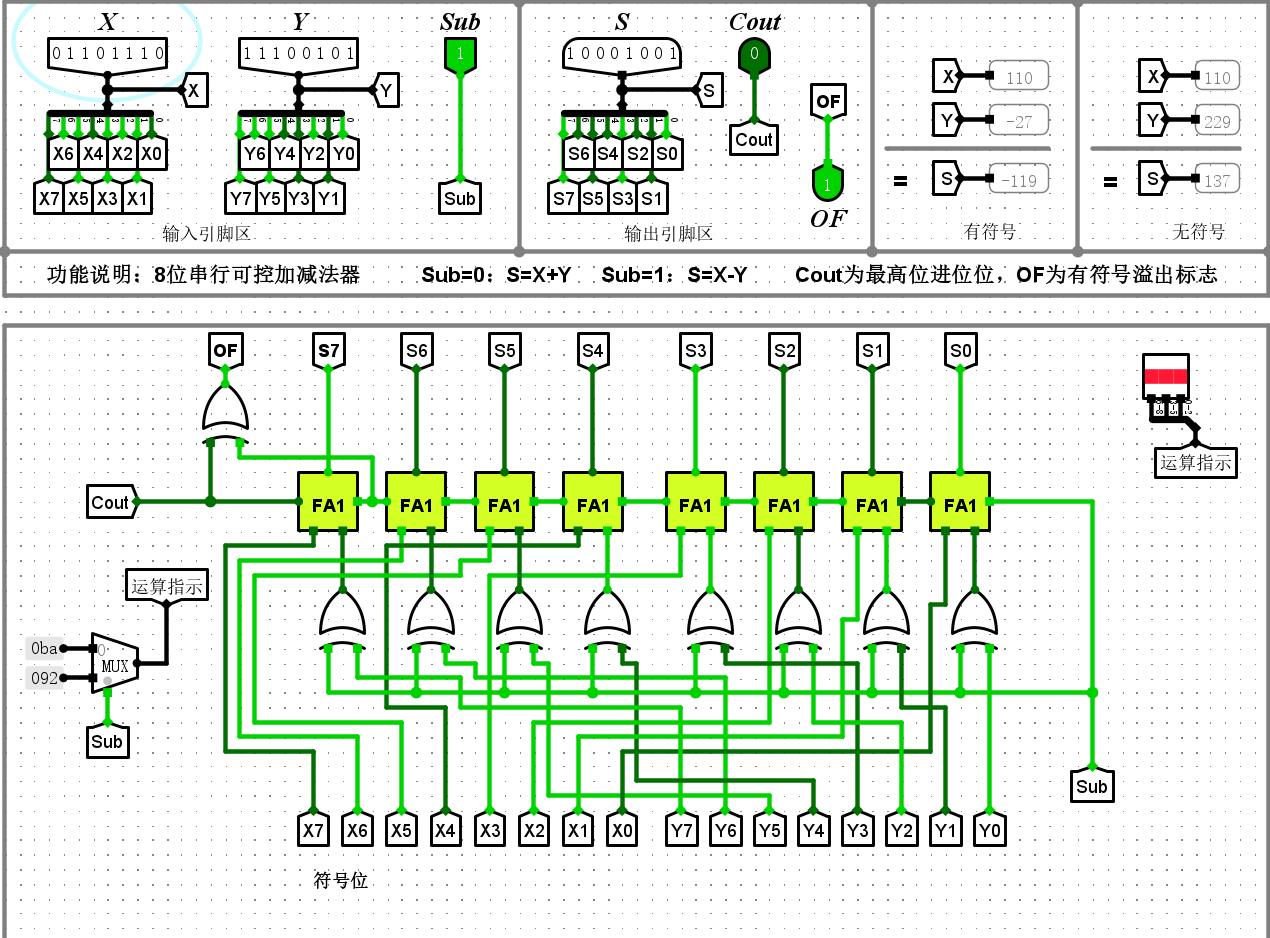 X Y Sub S Cout
01101110 11100101 1 10001001 0
X Y S OF X 110 X 110
Y -27 Y 229
X6 X4 X2 X0 Y6 Y4 Y2 Y0 S6 S4 S2 S0 Cout
= S -119 = S 137
X7 X5 X3 X1 Y7 Y5 Y3 Y1 Sub S7 S5 S3 S1 1
OF
输入引脚区 输出引脚区 有符号 无符号
功能说明：8位串行可控加减法器 Sub=0：S=X+Y Sub=1：S=X-Y Cout为最高位进位位，OF为有符号溢出标志
OF S7 S6 S5 S4 S3 S2 S1 S0
运算指示
Cout FA1 FA1 FA1 FA1 FA1 FA1 FA1 FA1
运算指示
0ba 0
MUX
092
Sub
Sub
X7 X6 X5 X4 X3 X2 X1 X0 Y7 Y6 Y5 Y4 Y3 Y2 Y1 Y0
符号位